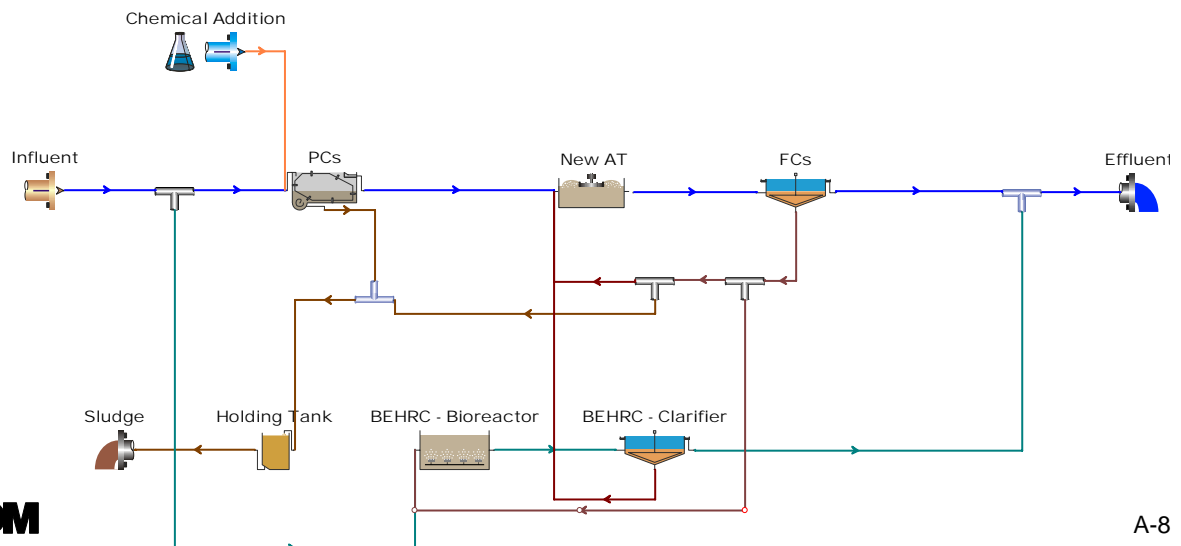 Chemical Addition
Influent
PCs
New AT
FCs
Effluent
Sludge
Holding Tank
BEHRC - Bioreactor
BEHRC - Clarifier
A-8